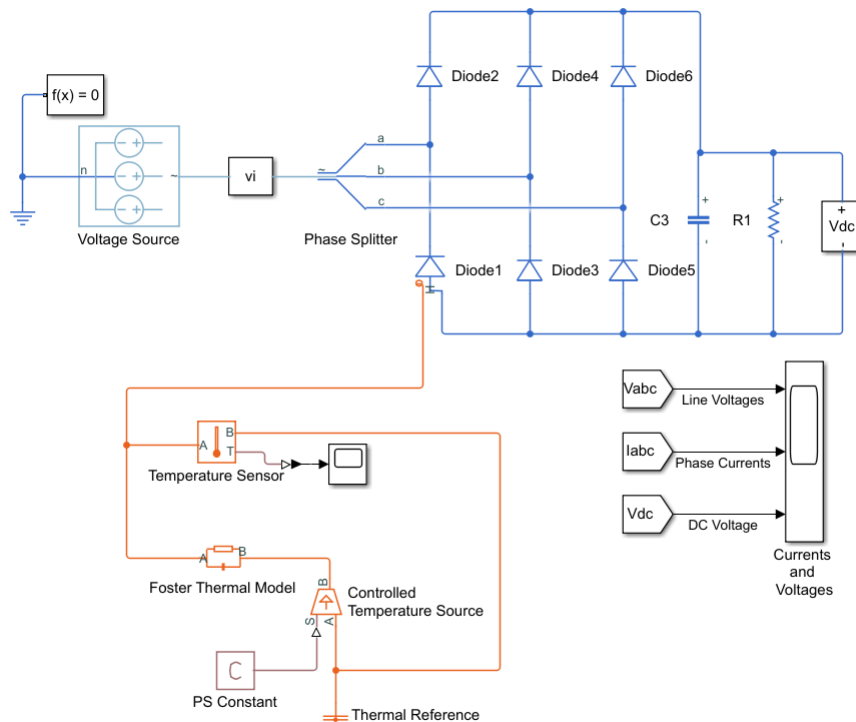 Diode2
Diode4
Diode6
f(x) = 0
a
n
~
vi
~
b
c
+
+
+
C3
R1
Vdc
-
-
-
Voltage Source
Phase Splitter
Diode1
Diode3
Diode5
H
Vabc
Line Voltages
B
A
T
Iabc
Phase Currents
Temperature Sensor
Vdc
DC Voltage
A
B
Currents
and
Voltages
Foster Thermal Model
B
Controlled
Temperature Source
S
A
C
PS Constant
Thermal Reference